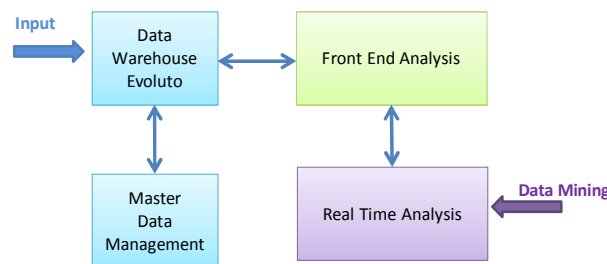 Input
Data
Warehouse
Evoluto
Front End Analysis
Master
Data
Management
Real Time Analysis
Data Mining